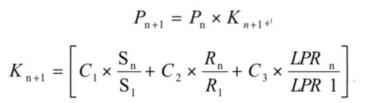 P_{n+1} = P_n × K_{n+1}↵
K_{n+1} = [C_1 × S_n/S_1 + C_2 × R_n/R_1 + C_3 × LPR_n/LPR 1].